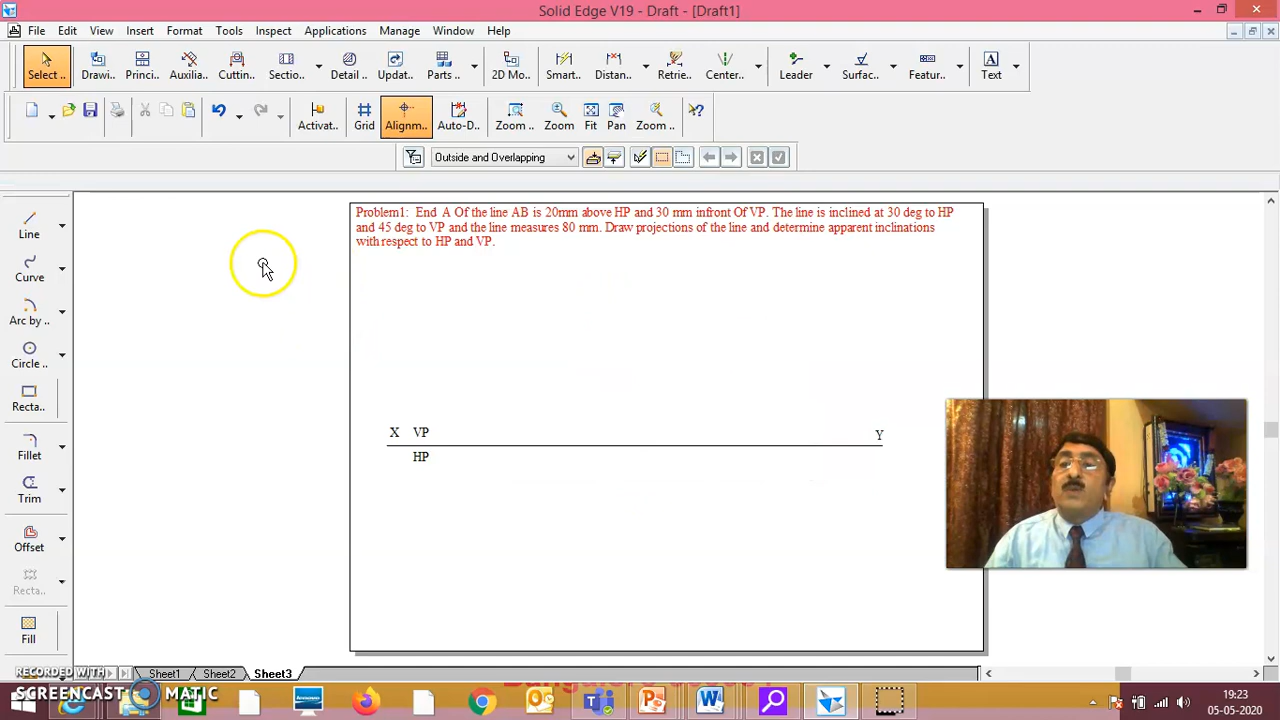 Solid Edge V19 - Draft - [Draft1]
File Edit View Insert Format Tools Inspect Applications Manage Window Help
Select .. Drawi.. Princi.. Auxilia.. Cuttin.. Sectio.. Detail .. Updat.. Parts .. 2D Mo.. Smart.. Distan.. Retrie.. Center.. Leader Surfac.. Featur.. Text
Activat.. Grid Alignm.. Auto-D.. Zoom .. Zoom Fit Pan Zoom ..
Outside and Overlapping
Line
Curve
Arc by ..
Circle ..
Recta..
Fillet
Trim
Offset
Recta..
Fill
Problem1: End A Of the line AB is 20mm above HP and 30 mm infront Of VP. The line is inclined at 30 deg to HP
and 45 deg to VP and the line measures 80 mm. Draw projections of the line and determine apparent inclinations
with respect to HP and VP.
X VP Y
HP
Sheet1 Sheet2 Sheet3
RECORDED WITH
SCREENCAST MATIC
19:23
05-05-2020